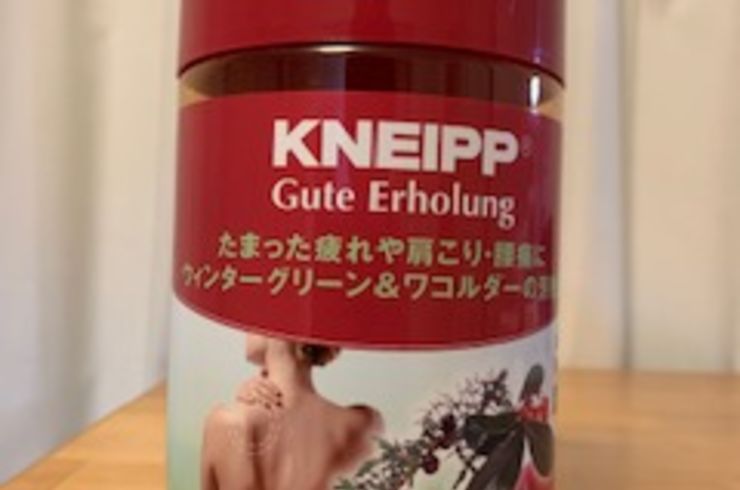 KNEIPP®
Gute Erholung
たまった疲れや肩こり・腰痛に
ウィンターグリーン&ワコルダーの